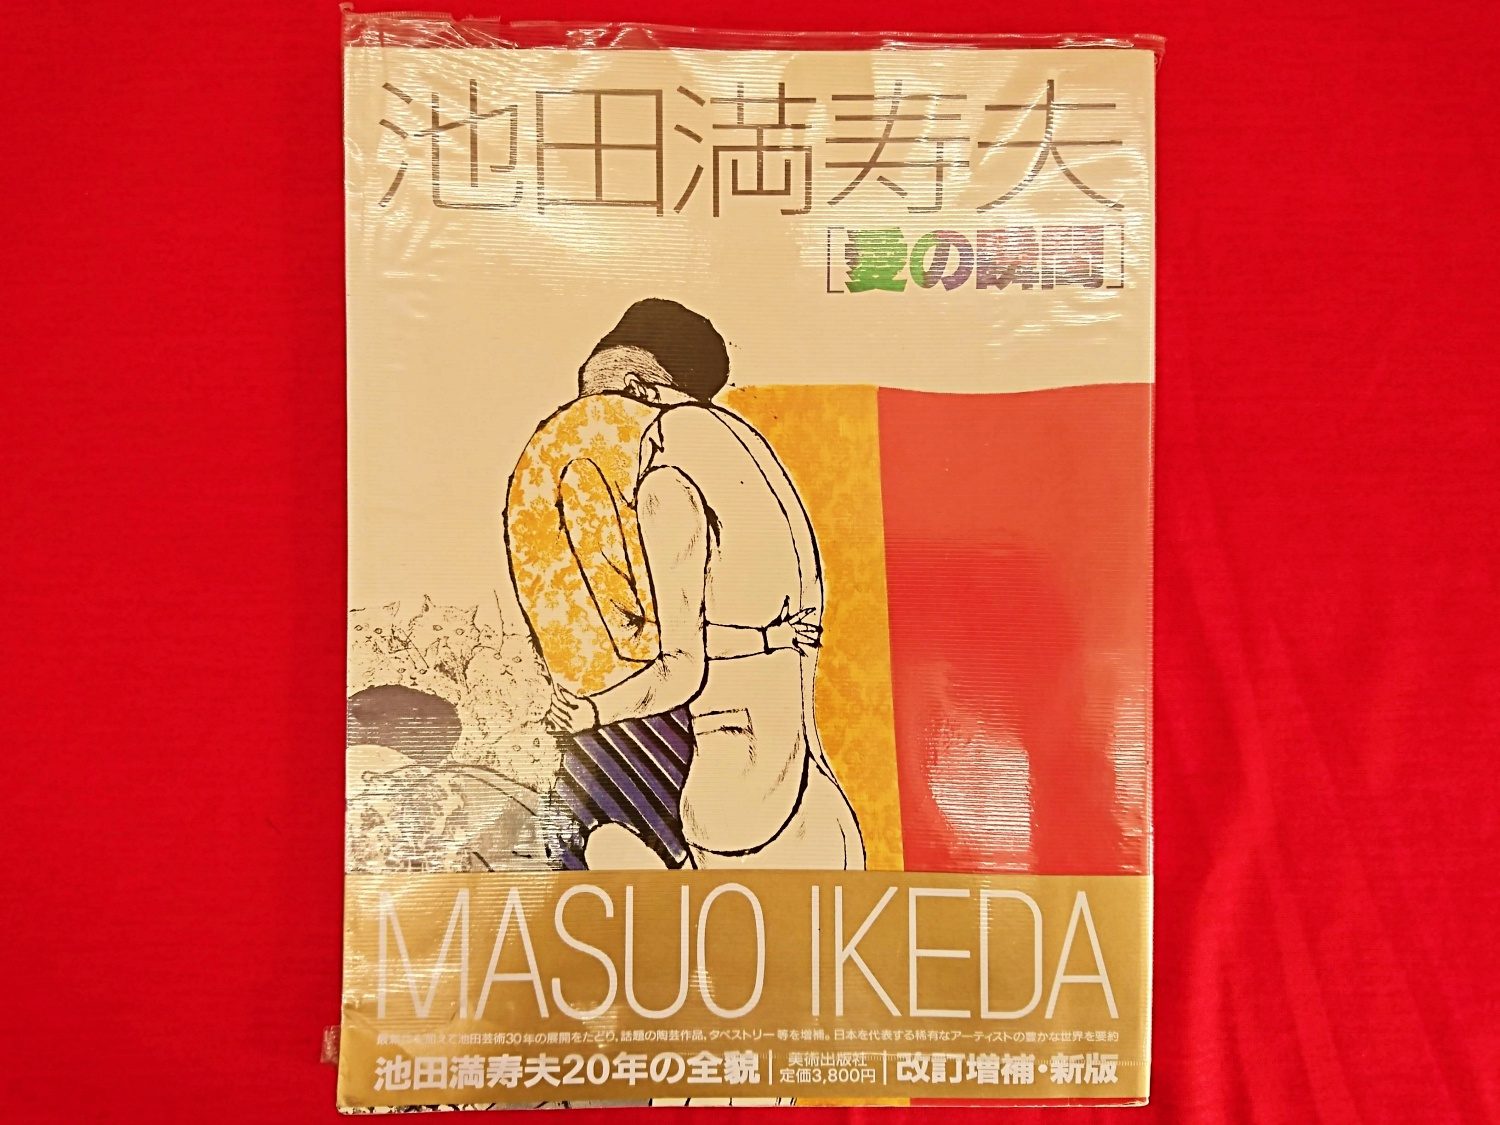 池田満寿夫
[愛の瞬間]
MASUO IKEDA
加えて池田芸術30年の展開をたどり、話題の陶芸作品、タペストリー等を増補。日本を代表する稀有なアーティストの豊かな世界を要約
池田満寿夫20年の全貌 美術出版社 定価3,800円 改訂増補・新版